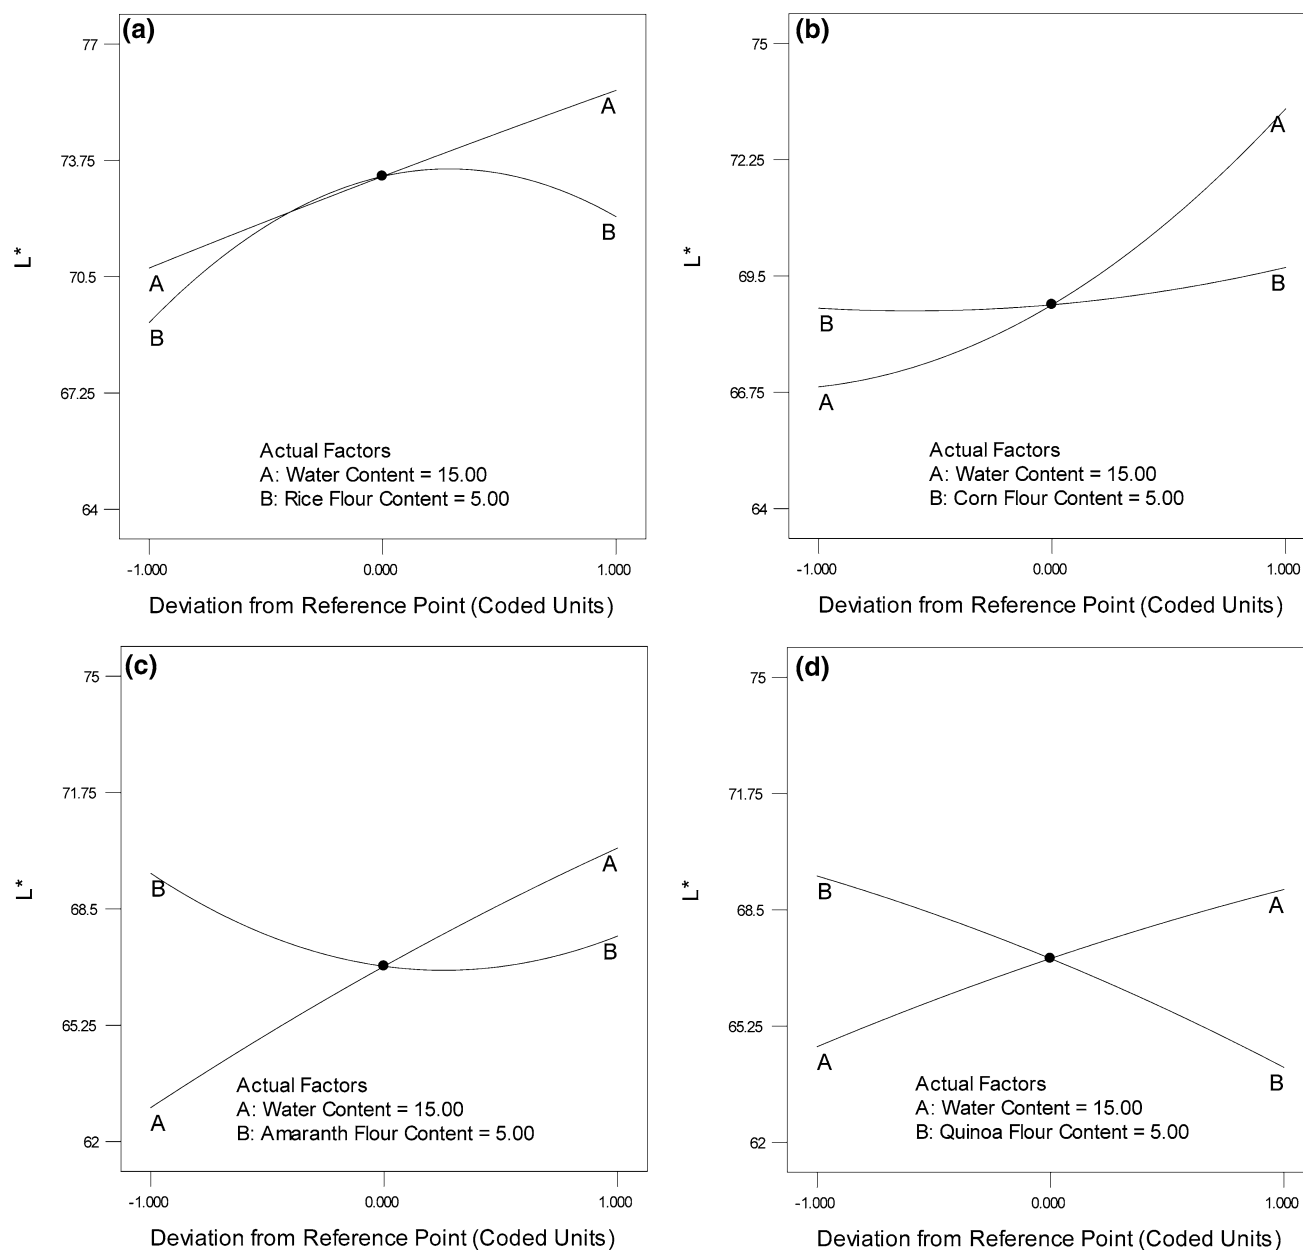 (a)
77
73.75
70.5
67.25
64
L*
A
B
A
B
Actual Factors
A: Water Content = 15.00
B: Rice Flour Content = 5.00
-1.000 0.000 1.000
Deviation from Reference Point (Coded Units)
(b)
75
72.25
69.5
66.75
64
L*
A
B
B
A
Actual Factors
A: Water Content = 15.00
B: Corn Flour Content = 5.00
-1.000 0.000 1.000
Deviation from Reference Point (Coded Units)
(c)
75
71.75
68.5
65.25
62
L*
B
A
B
A
Actual Factors
A: Water Content = 15.00
B: Amaranth Flour Content = 5.00
-1.000 0.000 1.000
Deviation from Reference Point (Coded Units)
(d)
75
71.75
68.5
65.25
62
L*
B
A
A
B
Actual Factors
A: Water Content = 15.00
B: Quinoa Flour Content = 5.00
-1.000 0.000 1.000
Deviation from Reference Point (Coded Units)